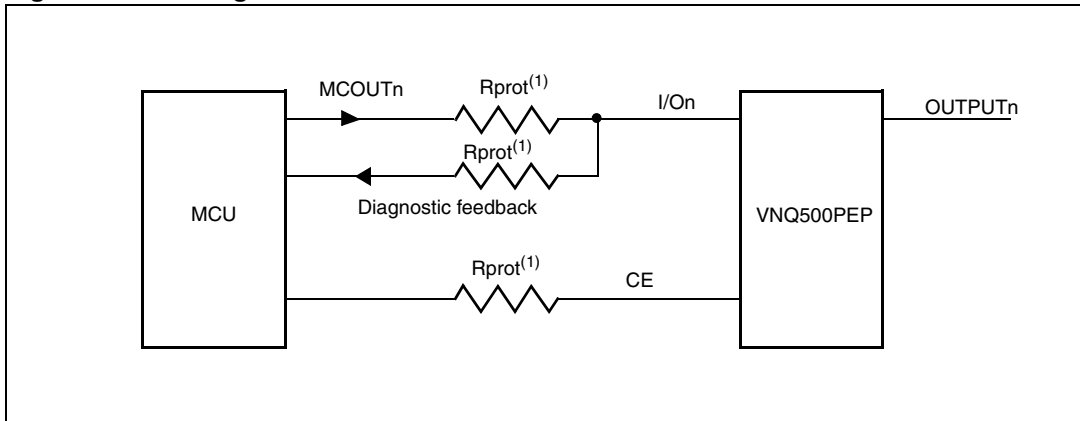 MCOUTn
Rprot(1)
I/On
OUTPUTn
Rprot(1)
Diagnostic feedback
MCU
VNQ500PEP
Rprot(1)
CE